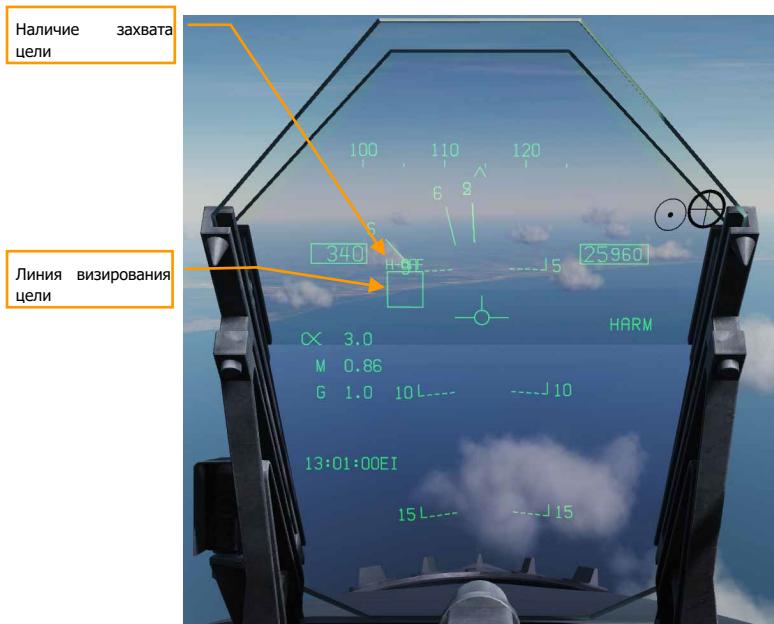 Наличие захвата
цели
100 110 120
6 8
S
340 25960
5
Линия визирования
цели
HARM
α 3.0
M 0.86
G 1.0 10 10
13:01:00EI
15 15